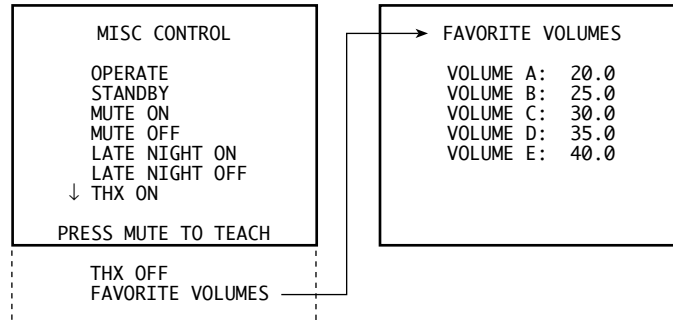 MISC CONTROL
OPERATE
STANDBY
MUTE ON
MUTE OFF
LATE NIGHT ON
LATE NIGHT OFF
↓ THX ON
PRESS MUTE TO TEACH
THX OFF
FAVORITE VOLUMES
FAVORITE VOLUMES
VOLUME A: 20.0
VOLUME B: 25.0
VOLUME C: 30.0
VOLUME D: 35.0
VOLUME E: 40.0